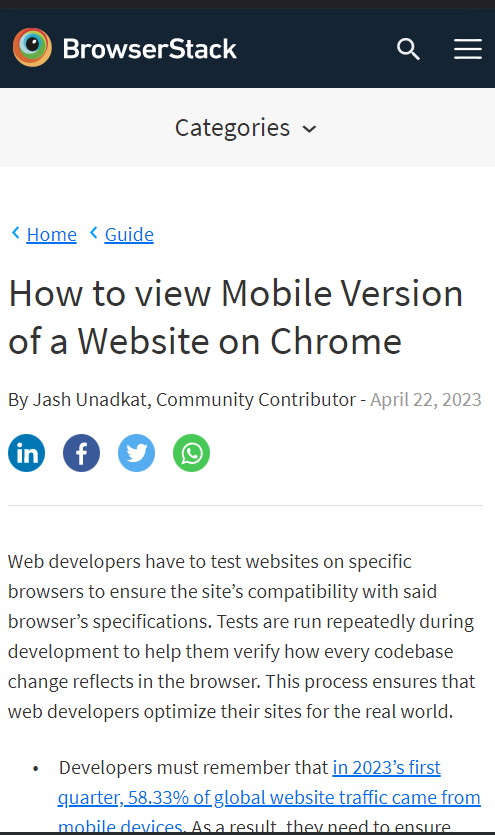 BrowserStack
Categories
Home Guide
How to view Mobile Version
of a Website on Chrome
By Jash Unadkat, Community Contributor - April 22, 2023
in f
Web developers have to test websites on specific
browsers to ensure the site’s compatibility with said
browser’s specifications. Tests are run repeatedly during
development to help them verify how every codebase
change reflects in the browser. This process ensures that
web developers optimize their sites for the real world.
• Developers must remember that in 2023’s first
quarter, 58.33% of global website traffic came from
mobile devices. As a result, they need to ensure